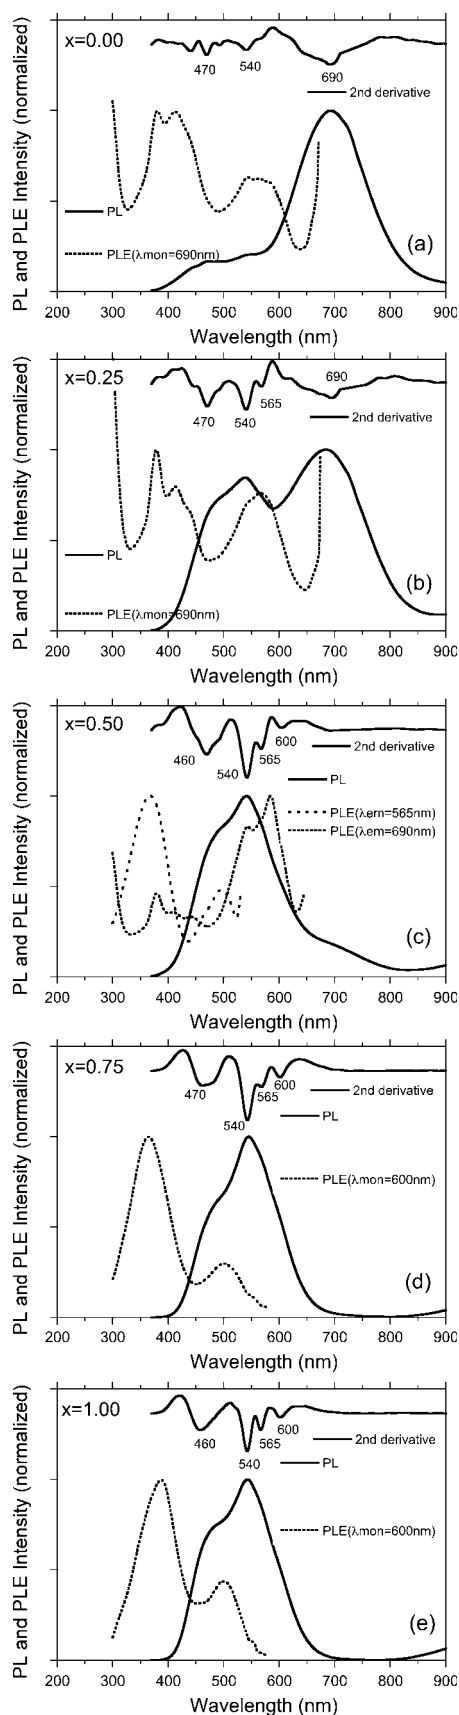 x=0.00
470
540
690
2nd derivative
PL
PLE(λmon=690nm)
(a)
PL and PLE Intensity (normalized)
200 300 400 500 600 700 800 900
Wavelength (nm)
x=0.25
690
565
470
540
2nd derivative
PL
(b)
PLE(λmon=690nm)
PL and PLE Intensity (normalized)
200 300 400 500 600 700 800 900
Wavelength (nm)
x=0.50
600
460
565
2nd derivative
540
PL
PLE(λem=565nm)
PLE(λem=690nm)
(c)
PL and PLE Intensity (normalized)
200 300 400 500 600 700 800 900
Wavelength (nm)
x=0.75
600
470
565
2nd derivative
540
PL
PLE(λmon=600nm)
(d)
PL and PLE Intensity (normalized)
200 300 400 500 600 700 800 900
Wavelength (nm)
x=1.00
600
460
565
2nd derivative
540
PL
PLE(λmon=600nm)
(e)
PL and PLE Intensity (normalized)
200 300 400 500 600 700 800 900
Wavelength (nm)